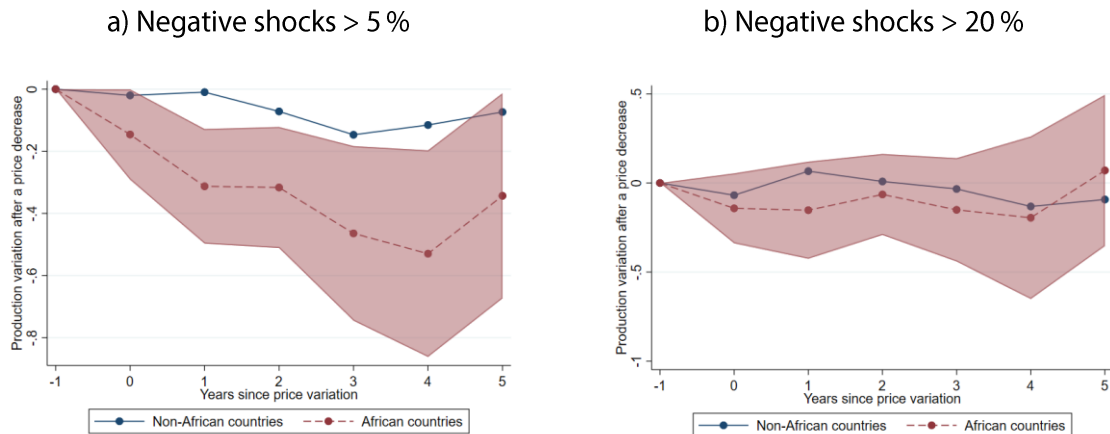 a) Negative shocks > 5 %
b) Negative shocks > 20 %
Production variation after a price decrease
0
-.2
-.4
-.6
-.8
-1
0
1
2
3
4
5
Years since price variation
Non-African countries
African countries
Production variation after a price decrease
.5
0
-.5
-1
-1
0
1
2
3
4
5
Years since price variation
Non-African countries
African countries